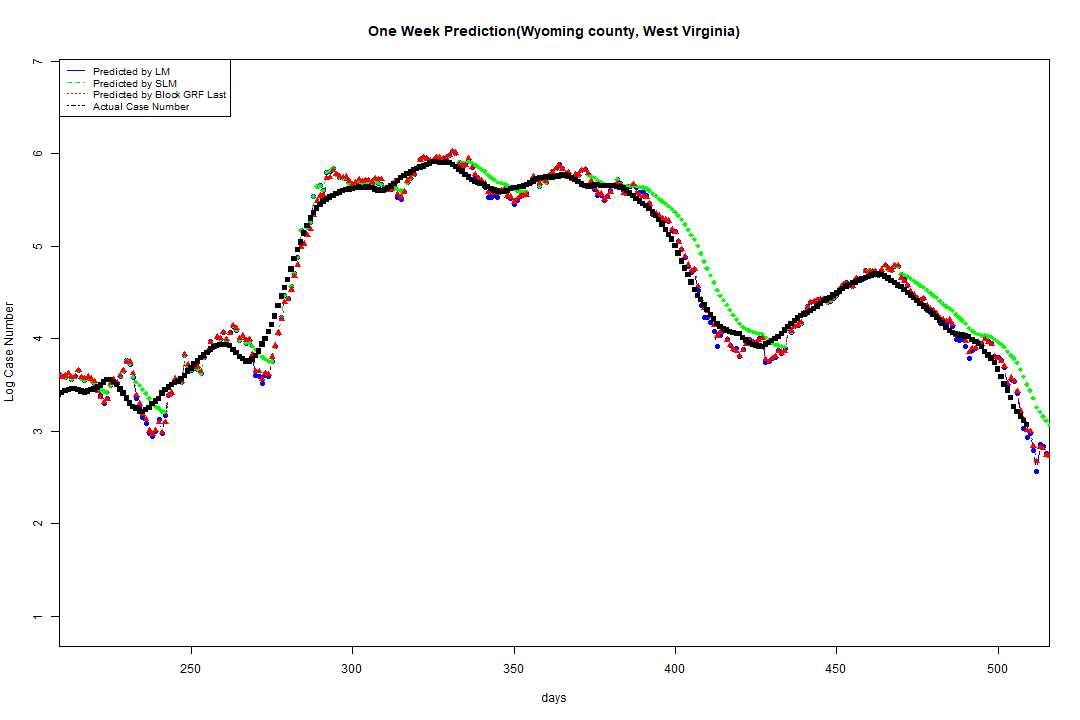 One Week Prediction(Wyoming county, West Virginia)
Predicted by LM
Predicted by SLM
Predicted by Block GRF Last
Actual Case Number
Log Case Number
7
6
5
4
3
2
1
250 300 350 400 450 500
days